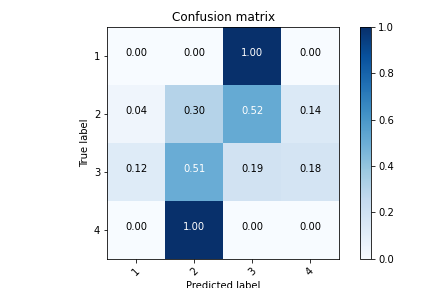 Confusion matrix
1 0.00 0.00 1.00 0.00
2 0.04 0.30 0.52 0.14
3 0.12 0.51 0.19 0.18
4 0.00 1.00 0.00 0.00
1 2 3 4
True label
Predicted label
1.0
0.8
0.6
0.4
0.2
0.0